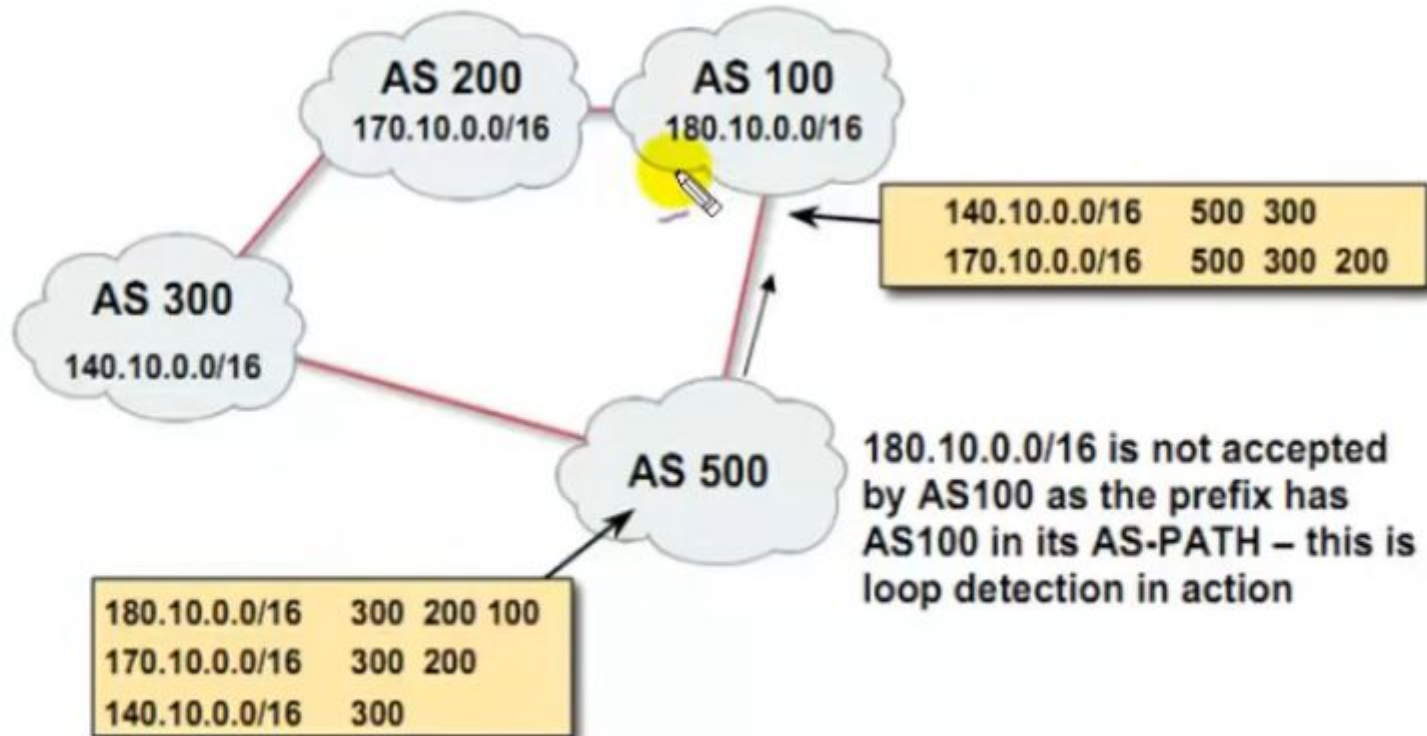 AS 200
170.10.0.0/16
AS 100
180.10.0.0/16
140.10.0.0/16 500 300
170.10.0.0/16 500 300 200
AS 300
140.10.0.0/16
AS 500
180.10.0.0/16 is not accepted
by AS100 as the prefix has
AS100 in its AS-PATH – this is
loop detection in action
180.10.0.0/16 300 200 100
170.10.0.0/16 300 200
140.10.0.0/16 300